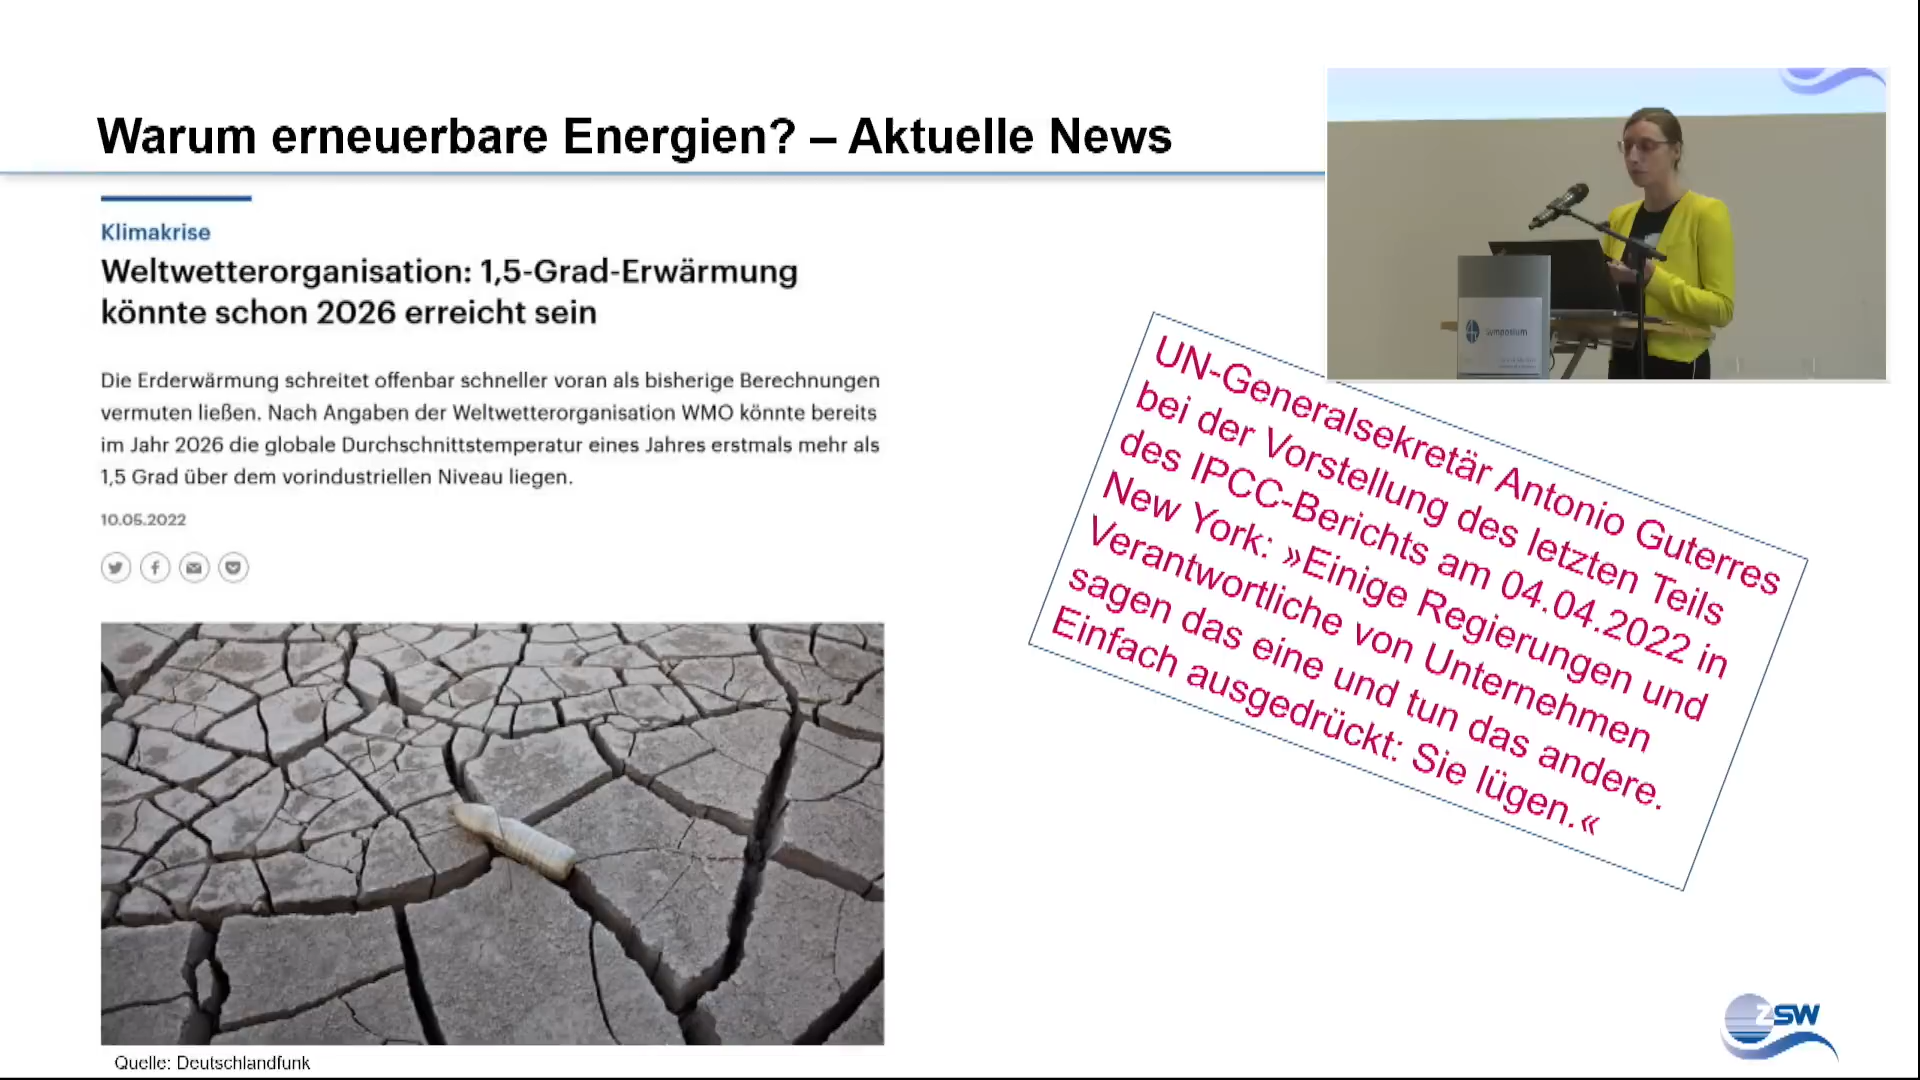 Warum erneuerbare Energien? – Aktuelle News
Klimakrise
Weltwetterorganisation: 1,5-Grad-Erwärmung
könnte schon 2026 erreicht sein
Die Erderwärmung schreitet offenbar schneller voran als bisherige Berechnungen
vermuten ließen. Nach Angaben der Weltwetterorganisation WMO könnte bereits
im Jahr 2026 die globale Durchschnittstemperatur eines Jahres erstmals mehr als
1,5 Grad über dem vorindustriellen Niveau liegen.
10.05.2022
Quelle: Deutschlandfunk
Symposium
UN-Generalsekretär Antonio Guterres
bei der Vorstellung des letzten Teils
des IPCC-Berichts am 04.04.2022 in
New York: »Einige Regierungen und
Verantwortliche von Unternehmen
sagen das eine und tun das andere.
Einfach ausgedrückt: Sie lügen.«
ZSW